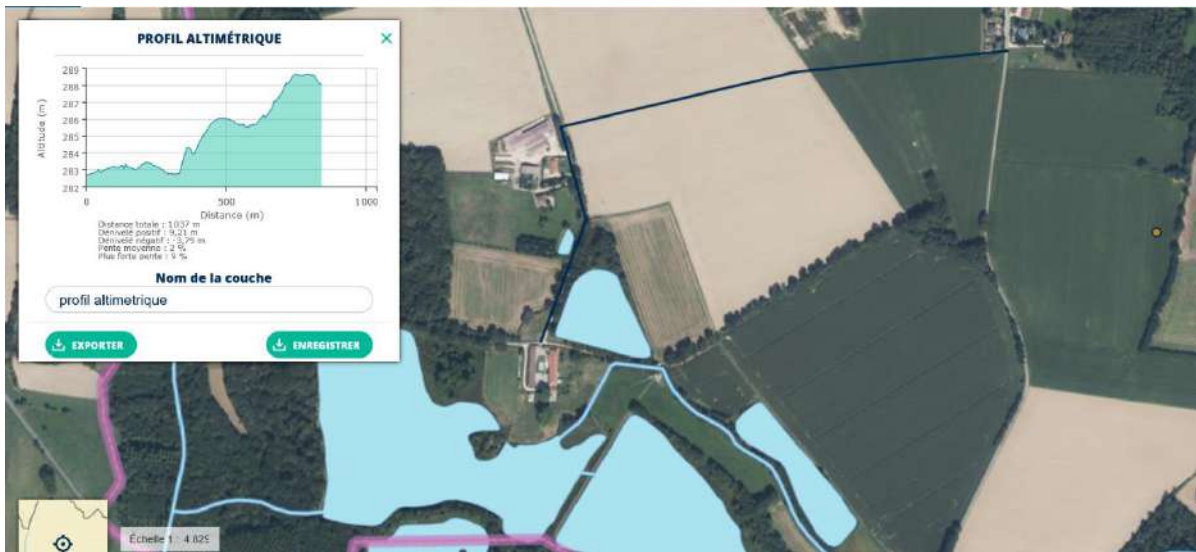 PROFIL ALTIMÉTRIQUE
289
288
287
286
285
284
283
282
Altitude (m)
0 500 1000
Distance (m)
Distance totale : 1037 m
Dénivelé positif : 9,21 m
Dénivelé négatif : -3,75 m
Pente moyenne : 2 %
Plus forte pente : 9 %
Nom de la couche
profil altimetrique
EXPORTER ENREGISTRER
Échelle 1 : 4 825